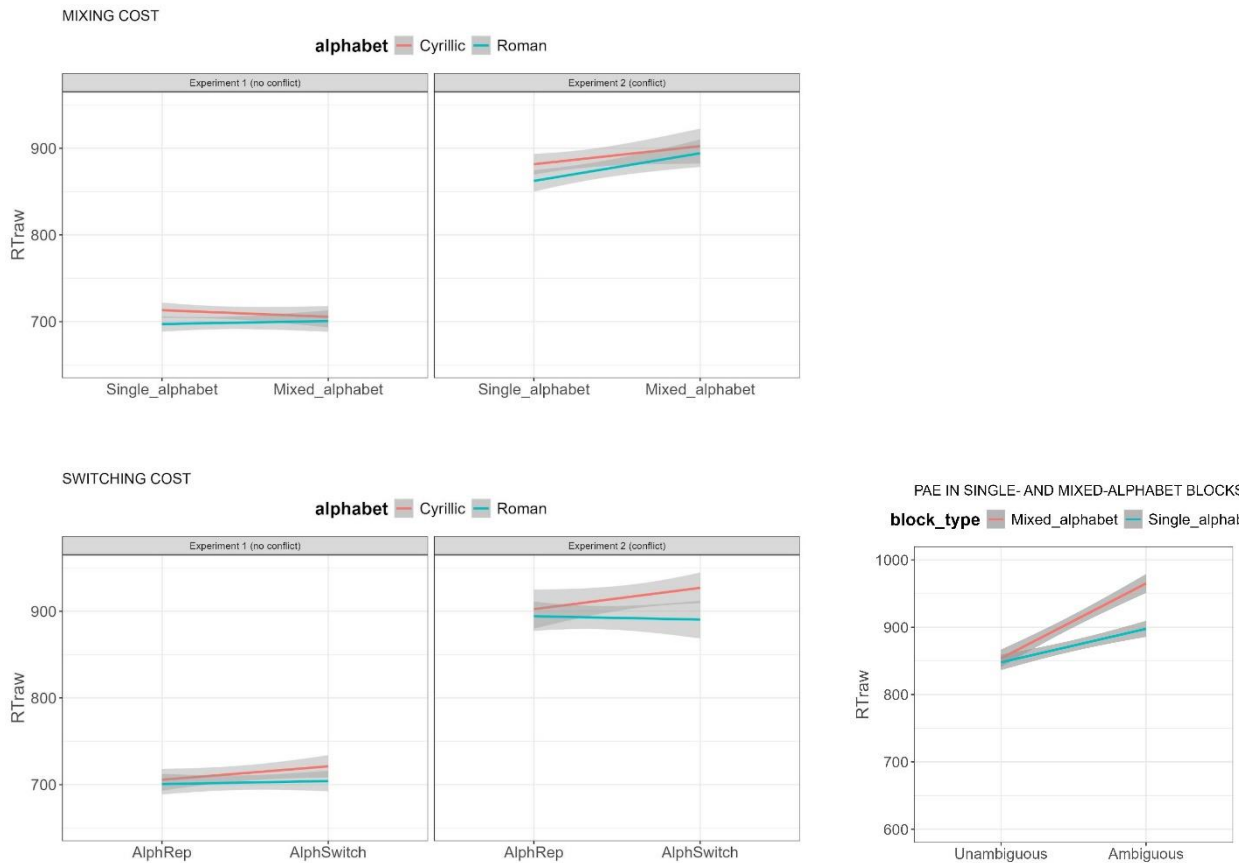 MIXING COST
alphabet Cyrillic Roman
Experiment 1 (no conflict) Experiment 2 (conflict)
900
800
700
RTraw
Single_alphabet Mixed_alphabet Single_alphabet Mixed_alphabet
SWITCHING COST
alphabet Cyrillic Roman
Experiment 1 (no conflict) Experiment 2 (conflict)
900
800
700
RTraw
AlphRep AlphSwitch AlphRep AlphSwitch
PAE IN SINGLE- AND MIXED-ALPHABET BLOCKS
block_type Mixed_alphabet Single_alphab
1000
900
800
700
600
RTraw
Unambiguous Ambiguous